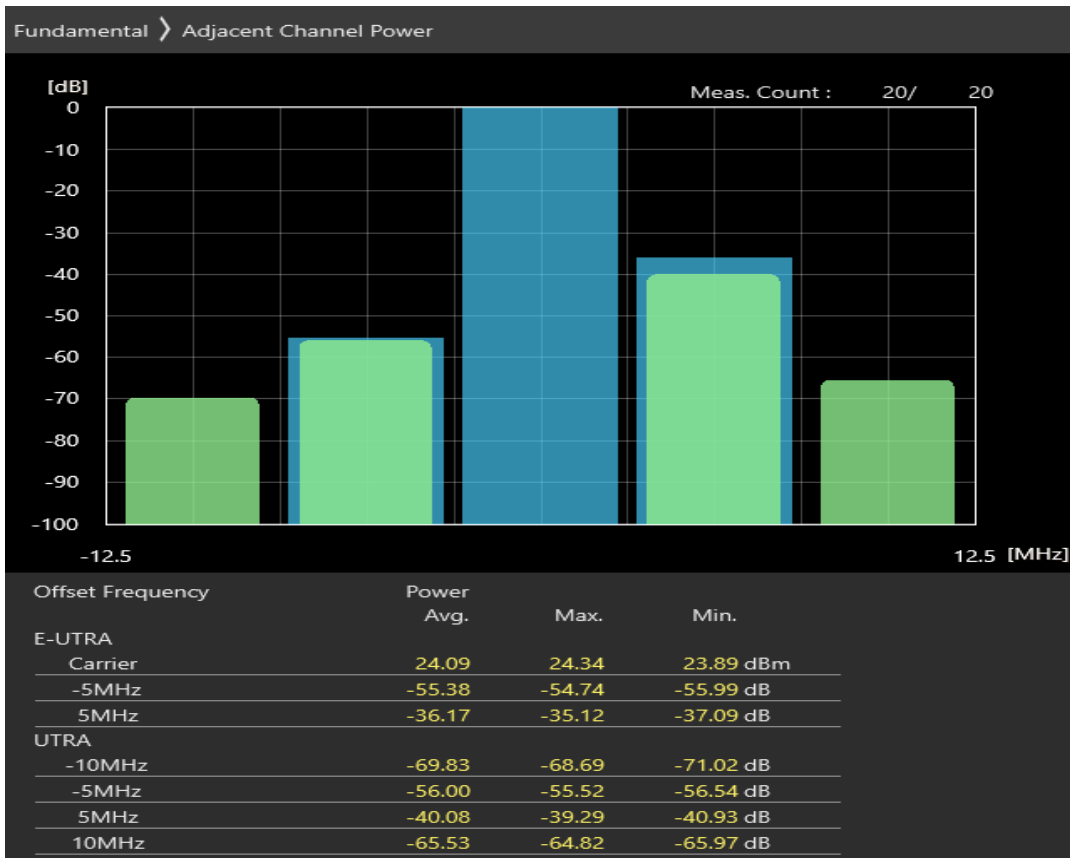 Fundamental 〉 Adjacent Channel Power
[dB]
Meas. Count : 20/ 20
0
-10
-20
-30
-40
-50
-60
-70
-80
-90
-100
-12.5 12.5 [MHz]
Offset Frequency Power
Avg. Max. Min.
E-UTRA
Carrier 24.09 24.34 23.89 dBm
-5MHz -55.38 -54.74 -55.99 dB
5MHz -36.17 -35.12 -37.09 dB
UTRA
-10MHz -69.83 -68.69 -71.02 dB
-5MHz -56.00 -55.52 -56.54 dB
5MHz -40.08 -39.29 -40.93 dB
10MHz -65.53 -64.82 -65.97 dB